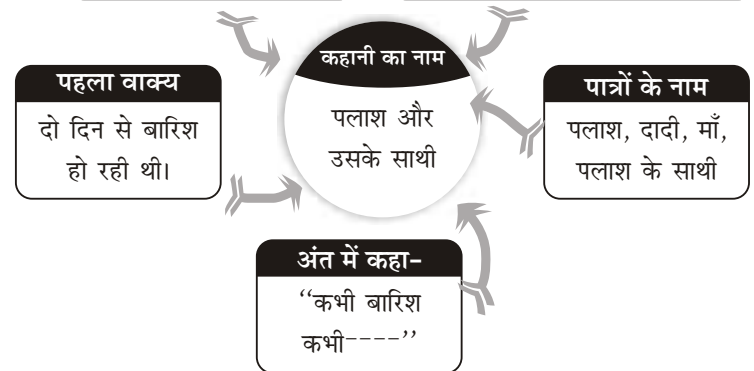 कहानी का नाम
पलाश और
उसके साथी
पहला वाक्य
दो दिन से बारिश
हो रही थी।
पात्रों के नाम
पलाश, दादी, माँ,
पलाश के साथी
अंत में कहा-
‘‘कभी बारिश
कभी----’’